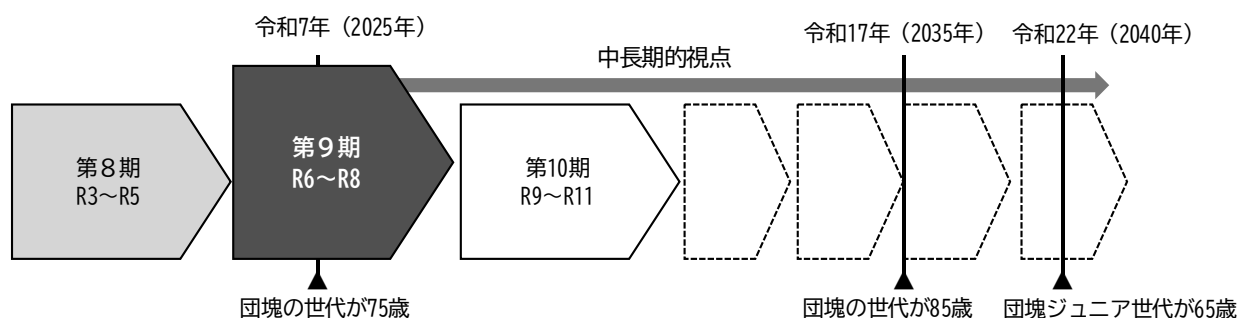 令和7年（2025年）
令和17年（2035年）
令和22年（2040年）
中長期的視点
第８期
R3～R5
第９期
R6～R8
第10期
R9～R11
団塊の世代が75歳
団塊の世代が85歳
団塊ジュニア世代が65歳